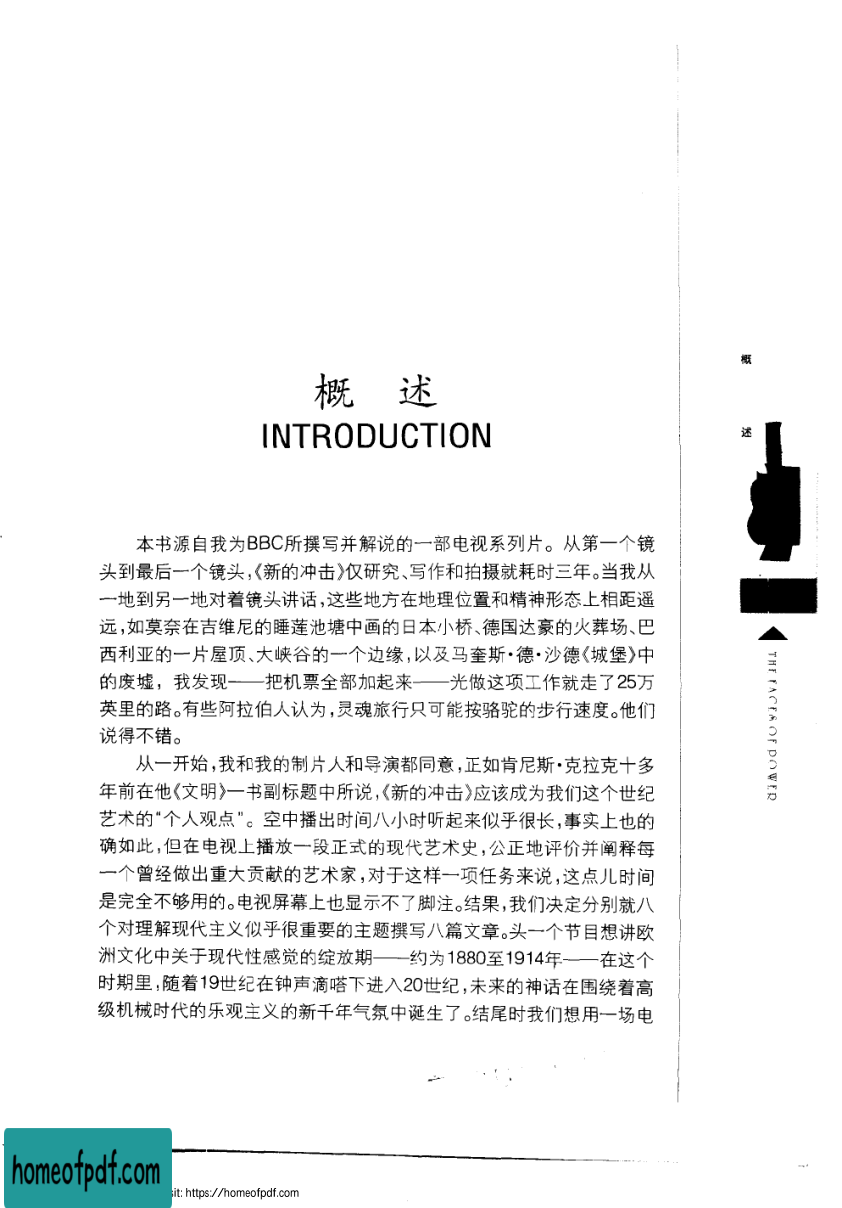 概 述
INTRODUCTION
本书源自我为BBC所撰写并解说的一部电视系列片。从第一个镜
头到最后一个镜头,《新的冲击》仅研究、写作和拍摄就耗时三年。当我从
一地到另一地对着镜头讲话,这些地方在地理位置和精神形态上相距遥
远,如莫奈在吉维尼的睡莲池塘中画的日本小桥、德国达豪的火葬场、巴
西利亚的一片屋顶、大峡谷的一个边缘,以及马奎斯·德·沙德《城堡》中
的废墟，我发现——把机票全部加起来——光做这项工作就走了25万
英里的路。有些阿拉伯人认为,灵魂旅行只可能按骆驼的步行速度。他们
说得不错。
从一开始,我和我的制片人和导演都同意,正如肯尼斯·克拉克十多
年前在他《文明》一书副标题中所说,《新的冲击》应该成为我们这个世纪
艺术的"个人观点"。空中播出时间八小时听起来似乎很长,事实上也的
确如此,但在电视上播放一段正式的现代艺术史,公正地评价并阐释每
一个曾经做出重大贡献的艺术家,对于这样一项任务来说,这点儿时间
是完全不够用的。电视屏幕上也显示不了脚注。结果,我们决定分别就八
个对理解现代主义似乎很重要的主题撰写八篇文章。头一个节目想讲欧
洲文化中关于现代性感觉的绽放期——约为1880至1914年——在这个
时期里,随着19世纪在钟声滴嗒下进入20世纪,未来的神话在围绕着高
级机械时代的乐观主义的新千年气氛中诞生了。结尾时我们想用一场电
概
述
THE FACES OF POWER
homeofpdf.com
sit: https://homeofpdf.com